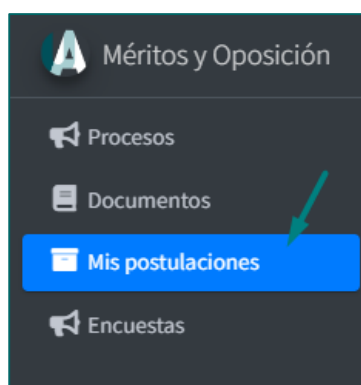 Méritos y Oposición
Procesos
Documentos
Mis postulaciones
Encuestas